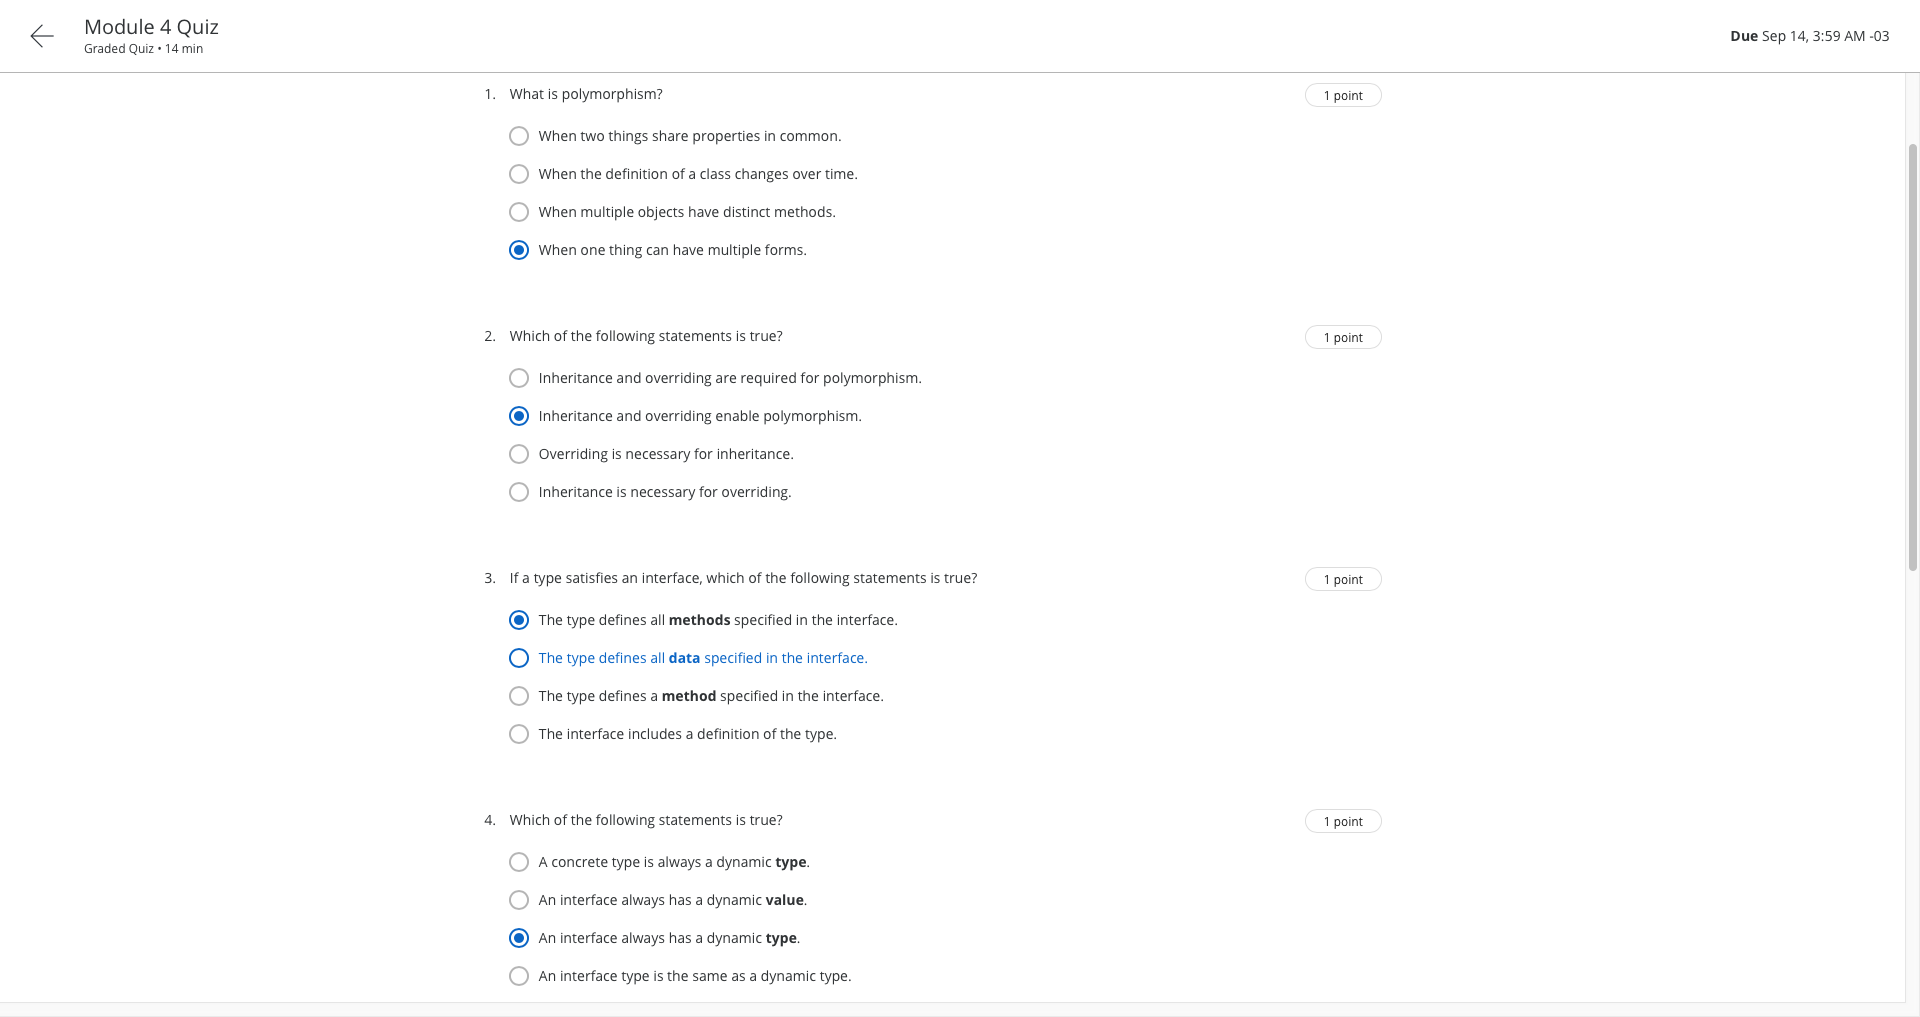 Module 4 Quiz
Graded Quiz • 14 min
Due Sep 14, 3:59 AM -03
1. What is polymorphism?
1 point
When two things share properties in common.
When the definition of a class changes over time.
When multiple objects have distinct methods.
When one thing can have multiple forms.
2. Which of the following statements is true?
1 point
Inheritance and overriding are required for polymorphism.
Inheritance and overriding enable polymorphism.
Overriding is necessary for inheritance.
Inheritance is necessary for overriding.
3. If a type satisfies an interface, which of the following statements is true?
1 point
The type defines all methods specified in the interface.
The type defines all data specified in the interface.
The type defines a method specified in the interface.
The interface includes a definition of the type.
4. Which of the following statements is true?
1 point
A concrete type is always a dynamic type.
An interface always has a dynamic value.
An interface always has a dynamic type.
An interface type is the same as a dynamic type.